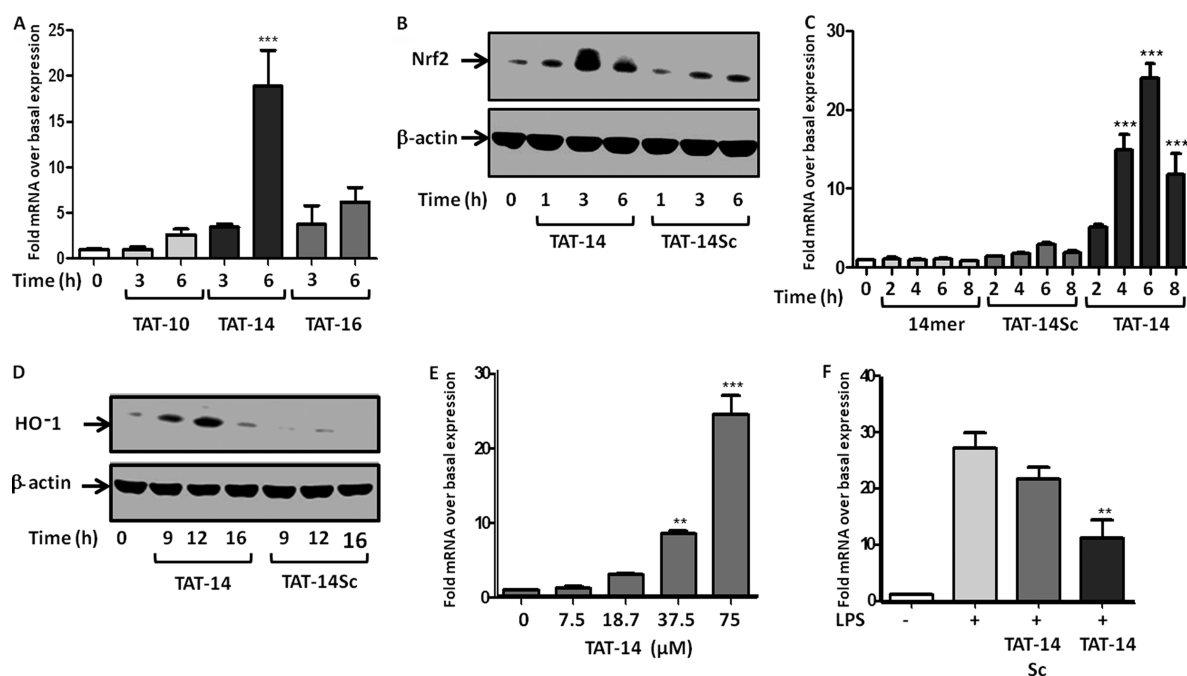 A
Fold mRNA over basal expression
25
20
15
10
5
0
***
Time (h) 0 3 6 3 6 3 6
TAT-10 TAT-14 TAT-16
B
Nrf2
β-actin
Time (h) 0 1 3 6 1 3 6
TAT-14 TAT-14Sc
C
Fold mRNA over basal expression
30
20
10
0
*** *** ***
Time (h) 0 2 4 6 8 2 4 6 8 2 4 6 8
14mer TAT-14Sc TAT-14
D
HO-1
β-actin
Time (h) 0 9 12 16 9 12 16
TAT-14 TAT-14Sc
E
Fold mRNA over basal expression
30
20
10
0
** ***
0 7.5 18.7 37.5 75
TAT-14 (µM)
F
Fold mRNA over basal expression
40
30
20
10
0
**
LPS - + + +
TAT-14 TAT-14
Sc